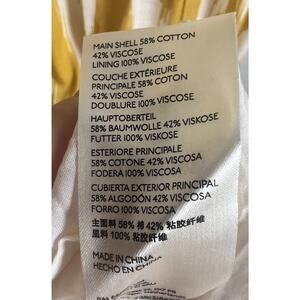 MAIN SHELL 58% COTTON
42% VISCOSE
LINING 100% VISCOSE
COUCHE EXTÉRIEURE
PRINCIPALE 58% COTON
42% VISCOSE
DOUBLURE 100% VISCOSE
HAUPTOBERTEIL
58% BAUMWOLLE 42% VISKOSE
FUTTER 100% VISKOSE
ESTERIORE PRINCIPALE
58% COTONE 42% VISCOSA
FODERA 100% VISCOSA
CUBIERTA EXTERIOR PRINCIPAL
58% ALGODÓN 42% VISCOSA
FORRO 100% VISCOSA
主面料 58% 棉 42% 粘胶纤维
里料 100% 粘胶纤维
MADE IN CHINA
HECHO EN CHINA